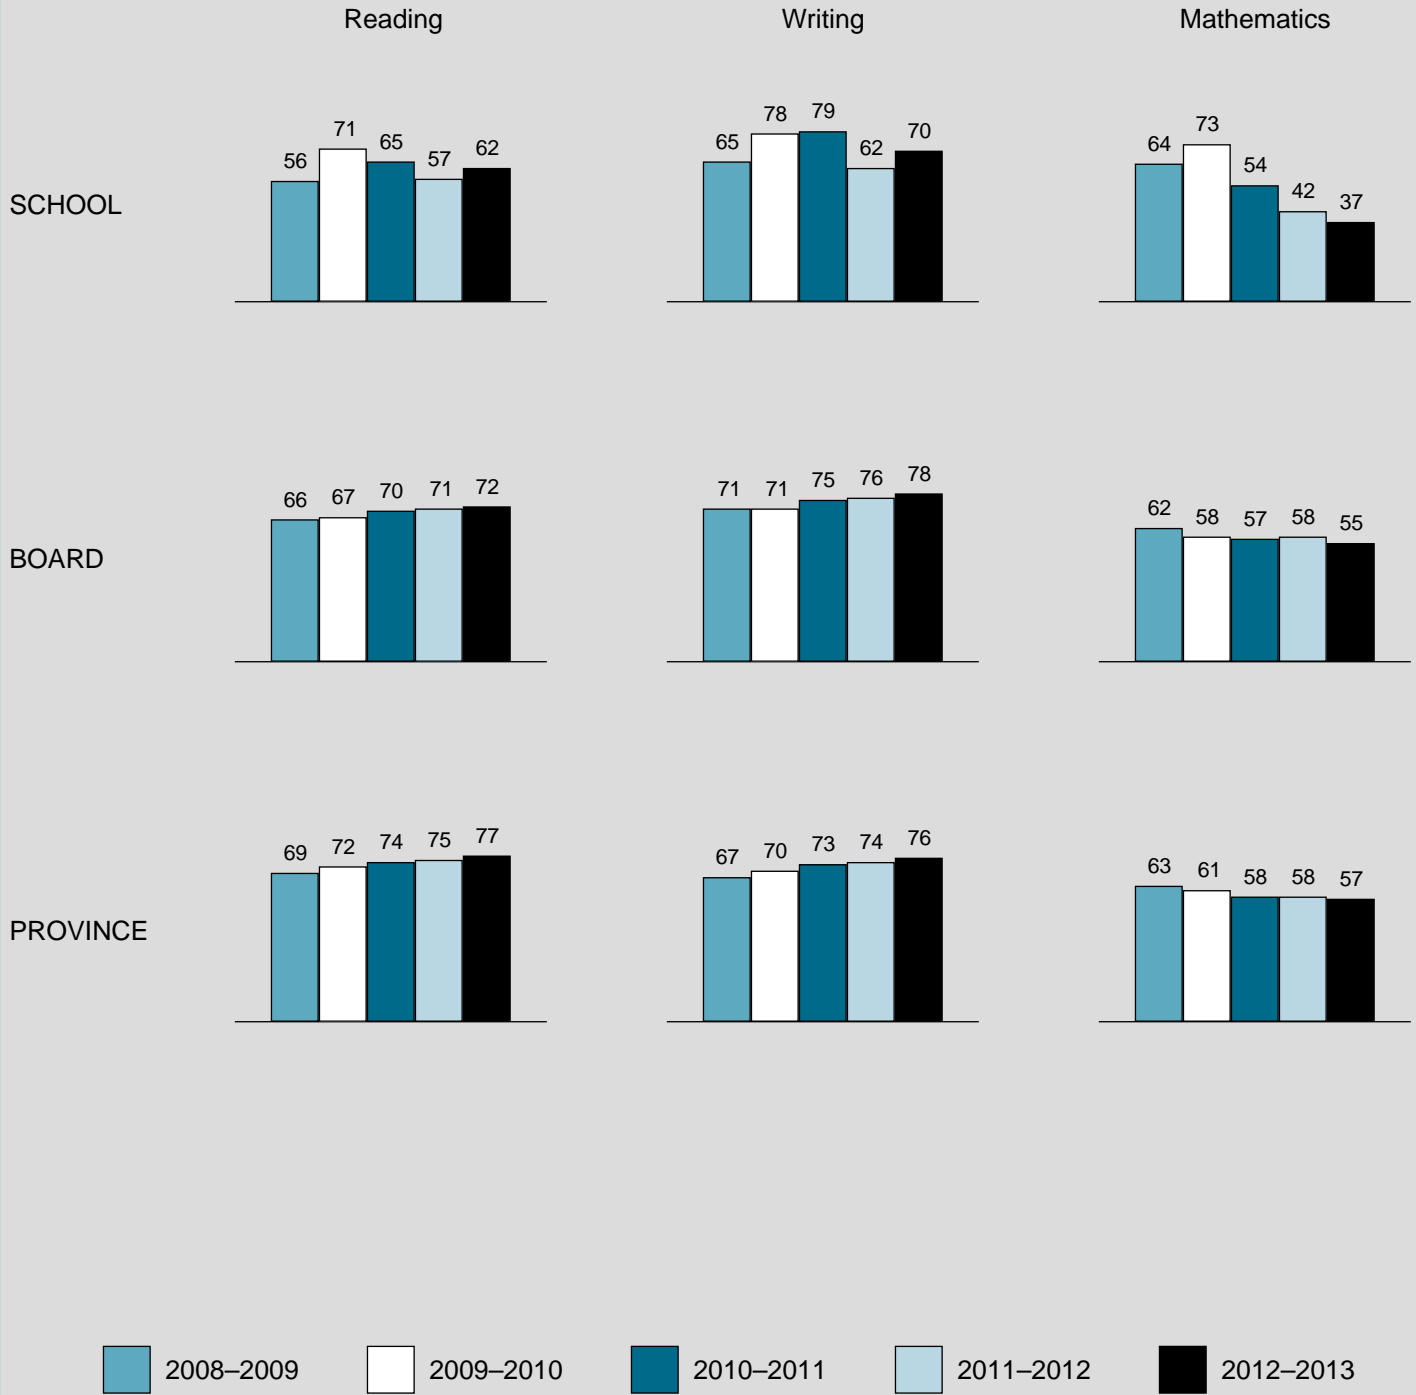 Reading Writing Mathematics
56 71 65 57 62
65 78 79 62 70
64 73 54 42 37
SCHOOL
66 67 70 71 72
71 71 75 76 78
62 58 57 58 55
BOARD
69 72 74 75 77
67 70 73 74 76
63 61 58 58 57
PROVINCE
2008–2009 2009–2010 2010–2011 2011–2012 2012–2013